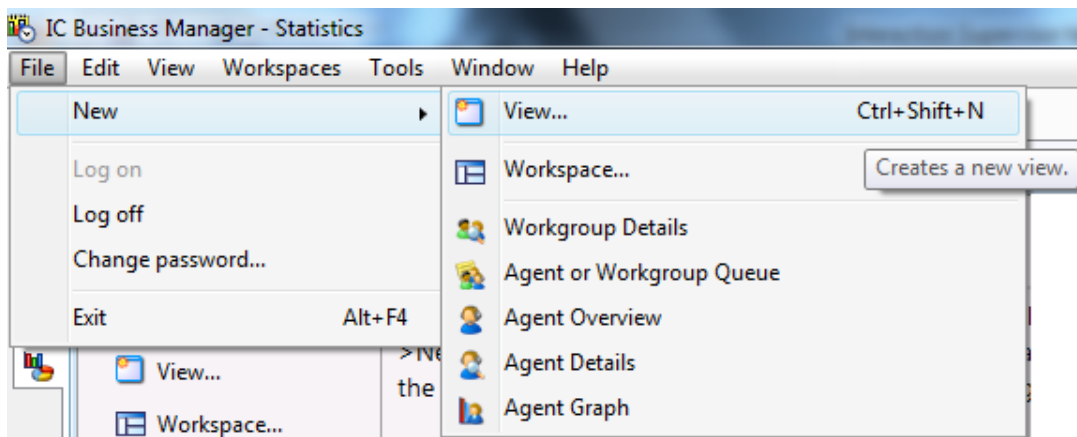 IC Business Manager - Statistics
File Edit View Workspaces Tools Window Help
New
View... Ctrl+Shift+N
Creates a new view.
Workspace...
Log on
Log off
Change password...
Exit Alt+F4
Workgroup Details
Agent or Workgroup Queue
Agent Overview
Agent Details
Agent Graph
View...
Workspace...
the